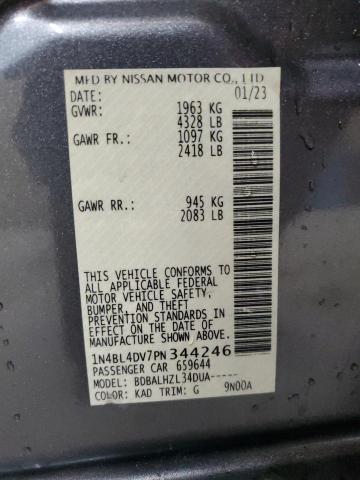 MFD BY NISSAN MOTOR CO., LTD
DATE: 01/23
GVWR: 1963 KG
4328 LB
GAWR FR.: 1097 KG
2418 LB
GAWR RR.: 945 KG
2083 LB
THIS VEHICLE CONFORMS TO
ALL APPLICABLE FEDERAL
MOTOR VEHICLE SAFETY,
BUMPER, AND THEFT
PREVENTION STANDARDS
IN EFFECT ON THE DATE OF
MANUFACTURE SHOWN ABOVE.
1N4BL4DV7PN344246
PASSENGER CAR 659644
MODEL: BDBALHZL34DUA-----
COLOR: KAD TRIM: G 9N00A